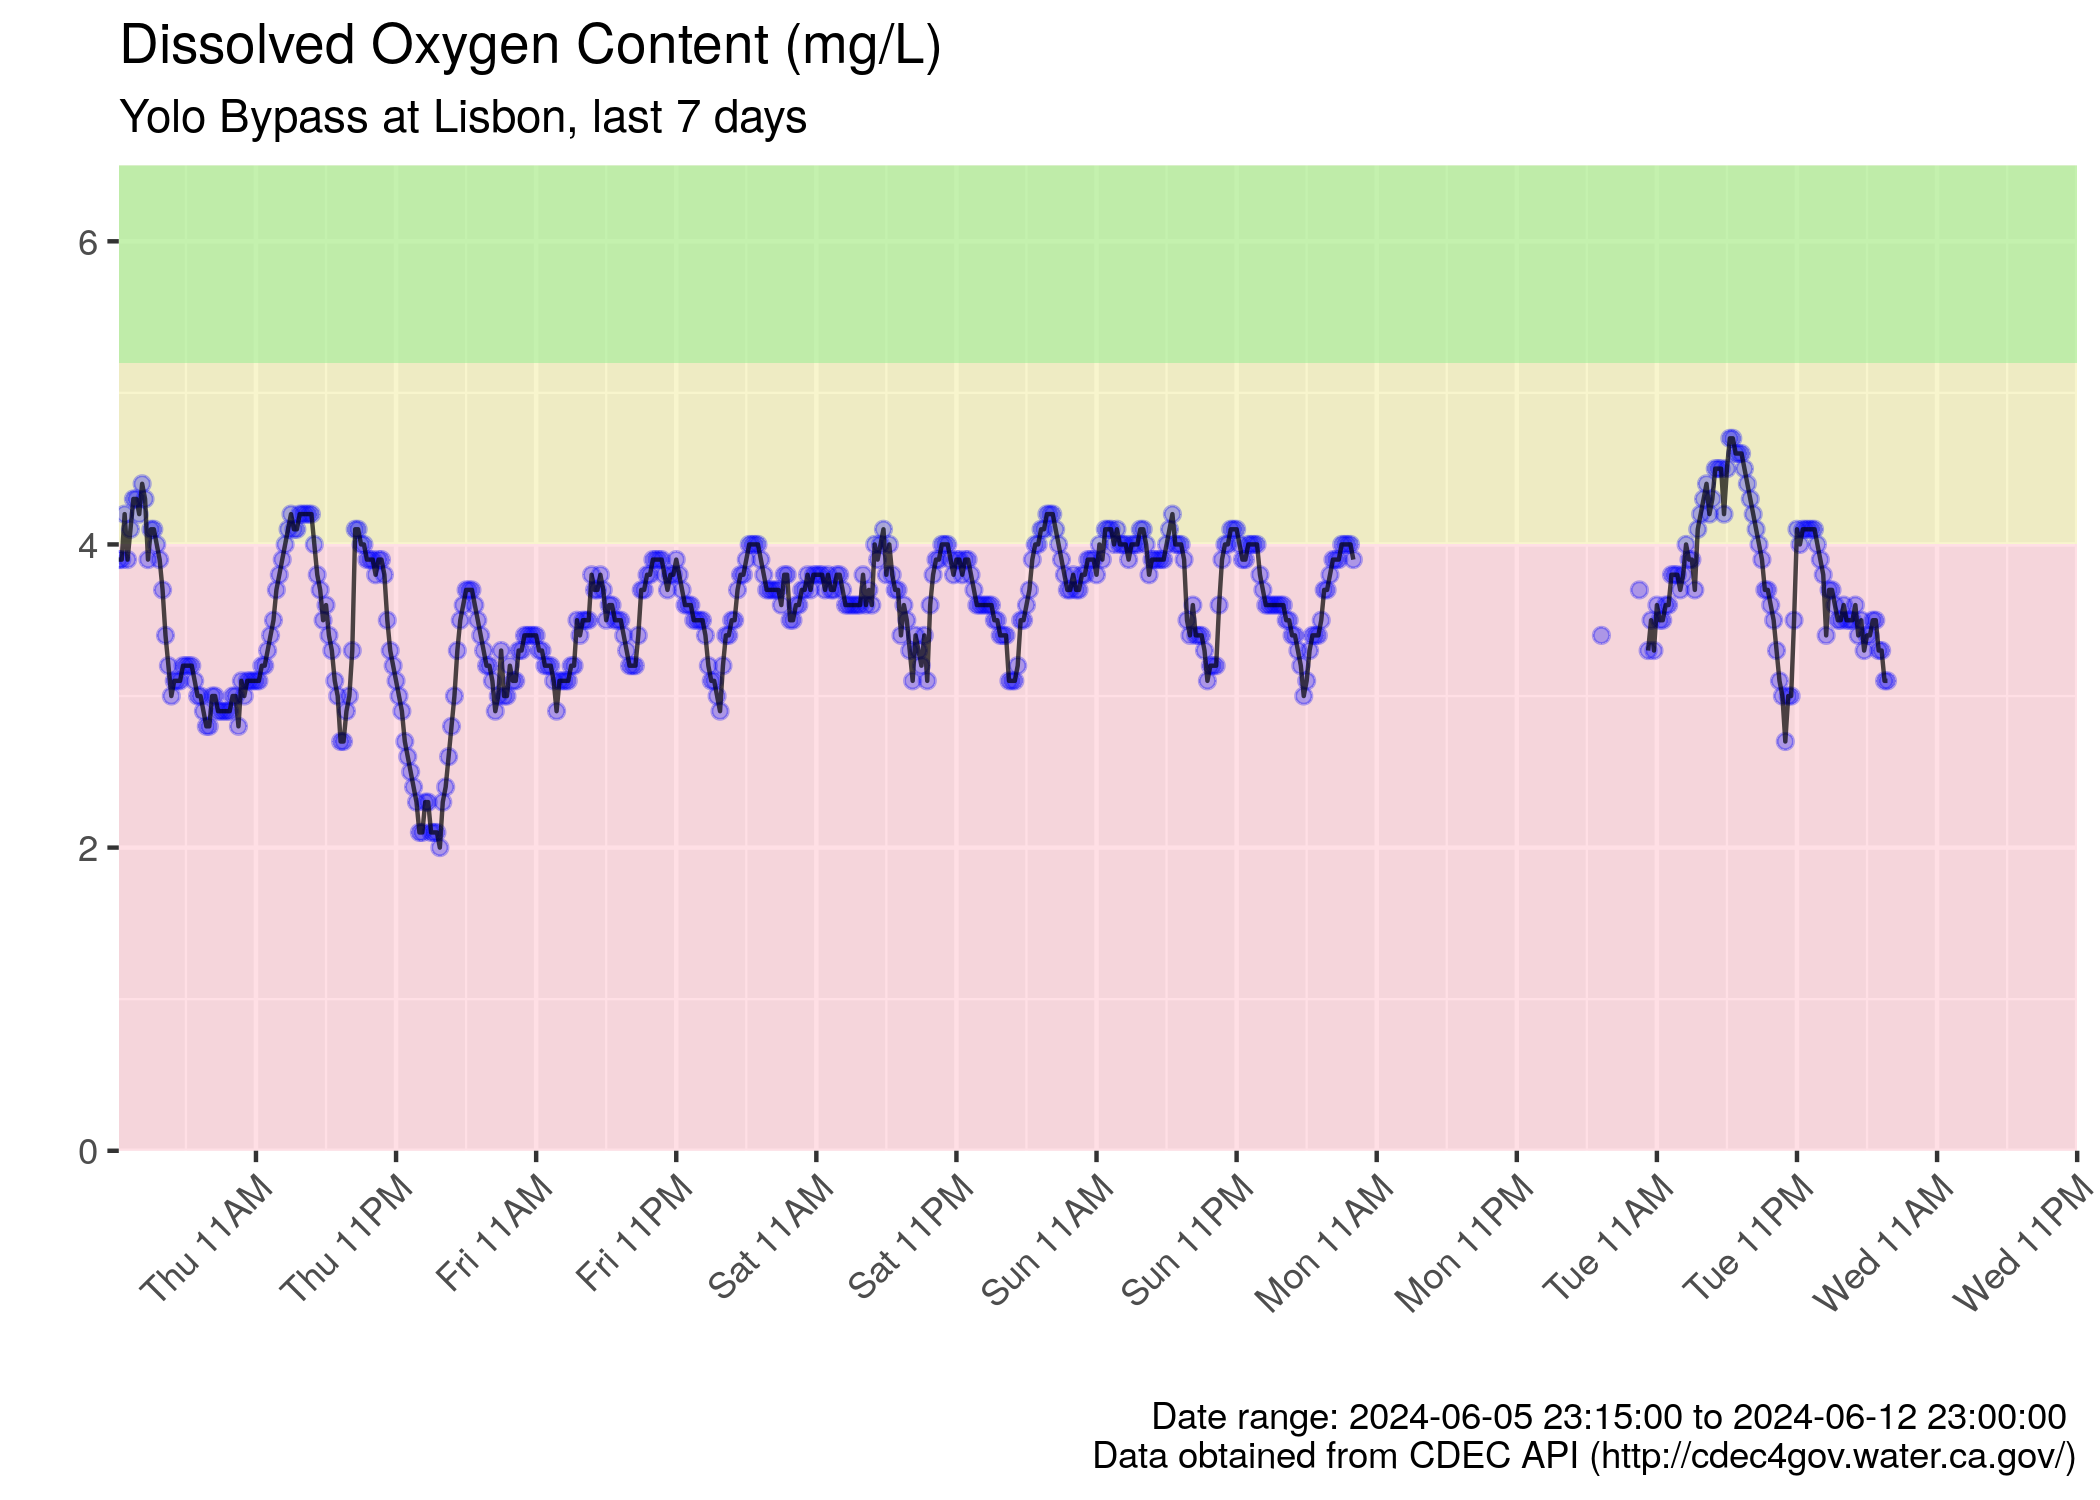 Dissolved Oxygen Content (mg/L)
Yolo Bypass at Lisbon, last 7 days
6
4
2
0
Thu 11AM
Thu 11PM
Fri 11AM
Fri 11PM
Sat 11AM
Sat 11PM
Sun 11AM
Sun 11PM
Mon 11AM
Mon 11PM
Tue 11AM
Tue 11PM
Wed 11AM
Wed 11PM
Date range: 2024-06-05 23:15:00 to 2024-06-12 23:00:00
Data obtained from CDEC API (http://cdec4gov.water.ca.gov/)